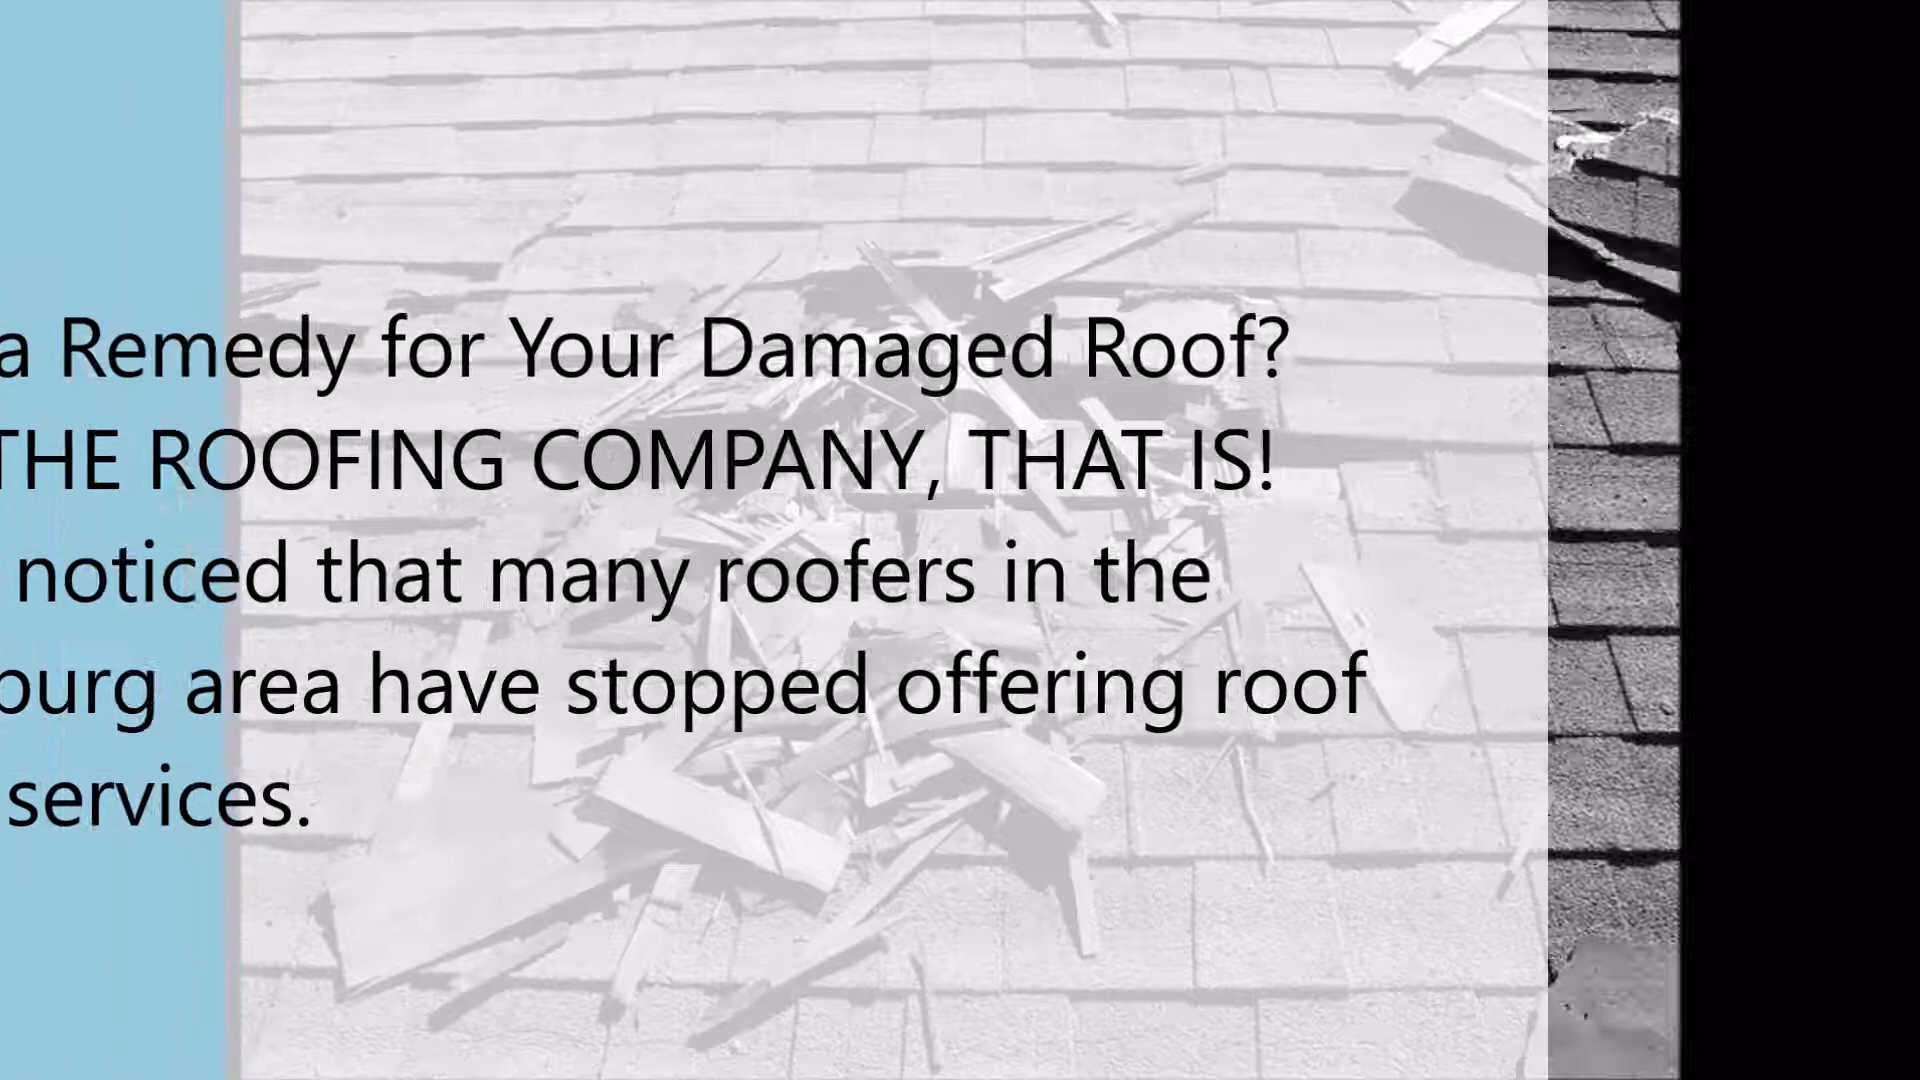 a Remedy for Your Damaged Roof?
THE ROOFING COMPANY, THAT IS!
noticed that many roofers in the
burg area have stopped offering roof
services.